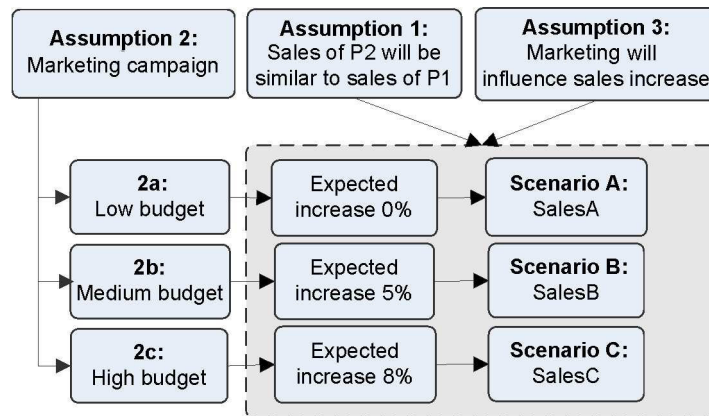 Assumption 2:
Marketing campaign
Assumption 1:
Sales of P2 will be
similar to sales of P1
Assumption 3:
Marketing will
influence sales increase
2a:
Low budget
Expected
increase 0%
Scenario A:
SalesA
2b:
Medium budget
Expected
increase 5%
Scenario B:
SalesB
2c:
High budget
Expected
increase 8%
Scenario C:
SalesC